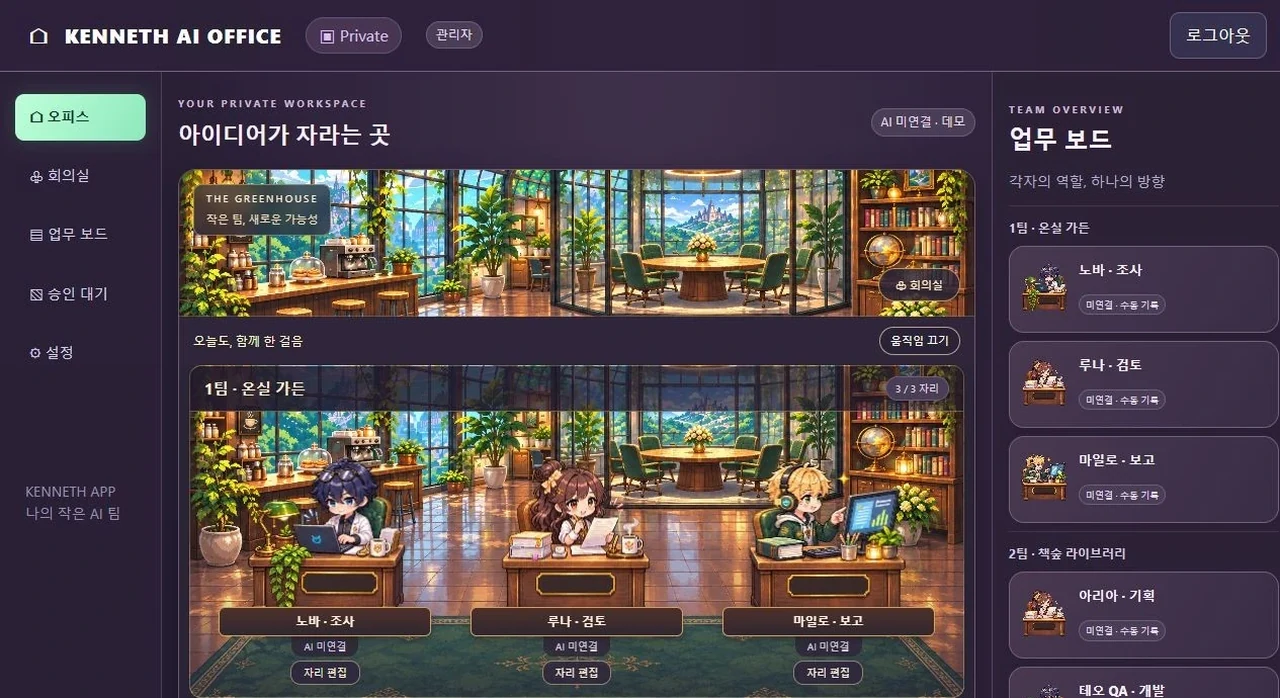 KENNETH AI OFFICE
Private
관리자
로그아웃
오피스
회의실
업무 보드
승인 대기
설정
KENNETH APP
나의 작은 AI 팀
YOUR PRIVATE WORKSPACE
아이디어가 자라는 곳
AI 미연결 · 데모
THE GREENHOUSE
작은 팀, 새로운 가능성
회의실
오늘도, 함께 한 걸음
움직임 끄기
1팀 · 온실 가든
3 / 3 자리
노바 · 조사
AI 미연결
자리 편집
루나 · 검토
AI 미연결
자리 편집
마일로 · 보고
AI 미연결
자리 편집
TEAM OVERVIEW
업무 보드
각자의 역할, 하나의 방향
1팀 · 온실 가든
노바 · 조사
미연결 · 수동 기록
루나 · 검토
미연결 · 수동 기록
마일로 · 보고
미연결 · 수동 기록
2팀 · 책숲 라이브러리
아리아 · 기획
미연결 · 수동 기록
테오 QA · 개발